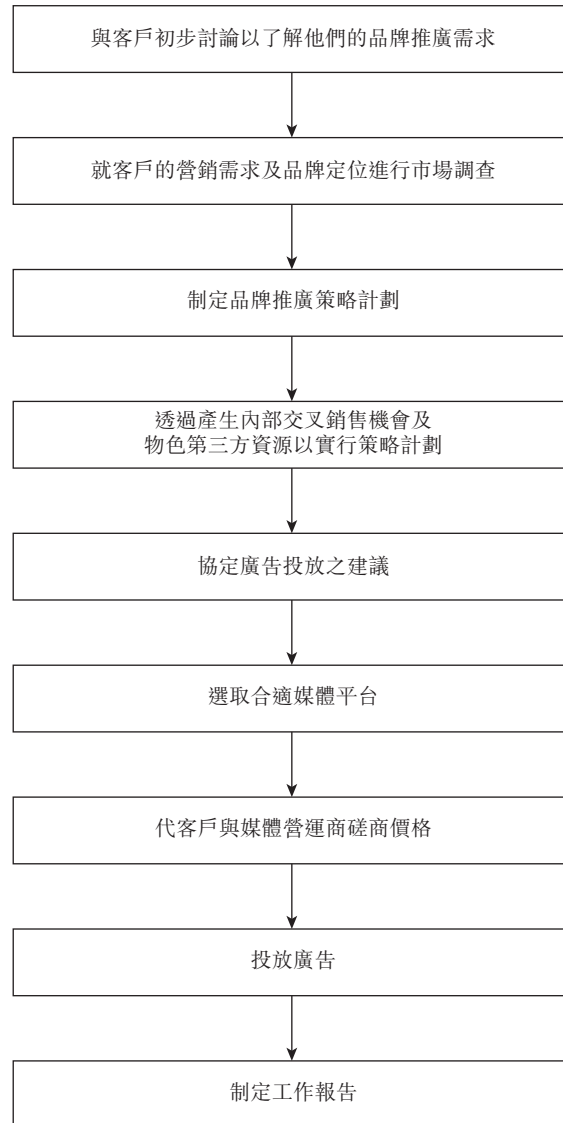 與客戶初步討論以了解他們的品牌推廣需求
就客戶的營銷需求及品牌定位進行市場調查
制定品牌推廣策略計劃
透過產生內部交叉銷售機會及
物色第三方資源以實行策略計劃
協定廣告投放之建議
選取合適媒體平台
代客戶與媒體營運商磋商價格
投放廣告
制定工作報告